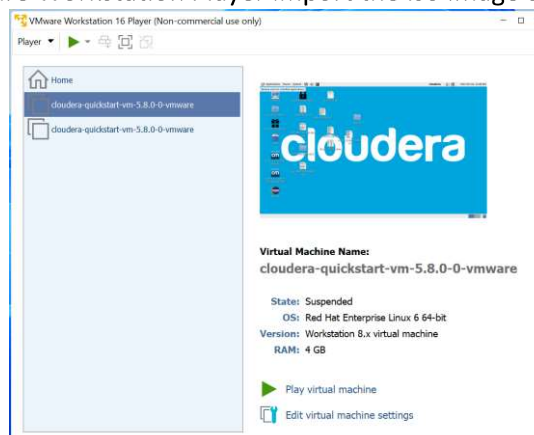 VMware Workstation 16 Player (Non-commercial use only)
Player
Home
cloudera-quickstart-vm-5.8.0-0-vmware
cloudera-quickstart-vm-5.8.0-0-vmware
cloudera
Virtual Machine Name:
cloudera-quickstart-vm-5.8.0-0-vmware
State: Suspended
OS: Red Hat Enterprise Linux 6 64-bit
Version: Workstation 8.x virtual machine
RAM: 4 GB
Play virtual machine
Edit virtual machine settings